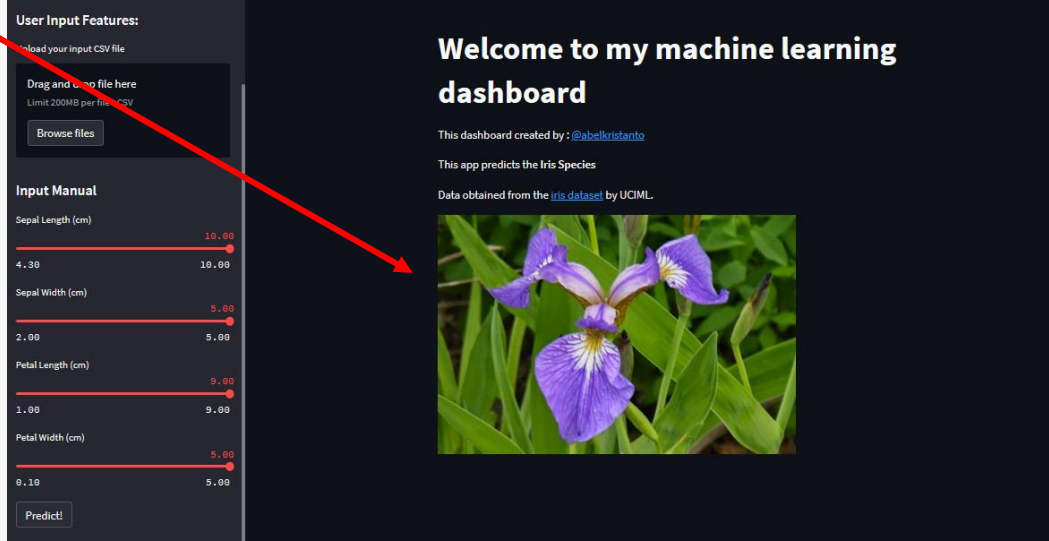 User Input Features:
Upload your input CSV file
Drag and drop file here
Limit 200MB per file • CSV
Browse files
Input Manual
Sepal Length (cm)
10.00
4.30 10.00
Sepal Width (cm)
5.00
2.00 5.00
Petal Length (cm)
9.00
1.00 9.00
Petal Width (cm)
5.00
0.10 5.00
Predict!
Welcome to my machine learning
dashboard
This dashboard created by : @abelkristanto
This app predicts the Iris Species
Data obtained from the iris dataset by UCIML.